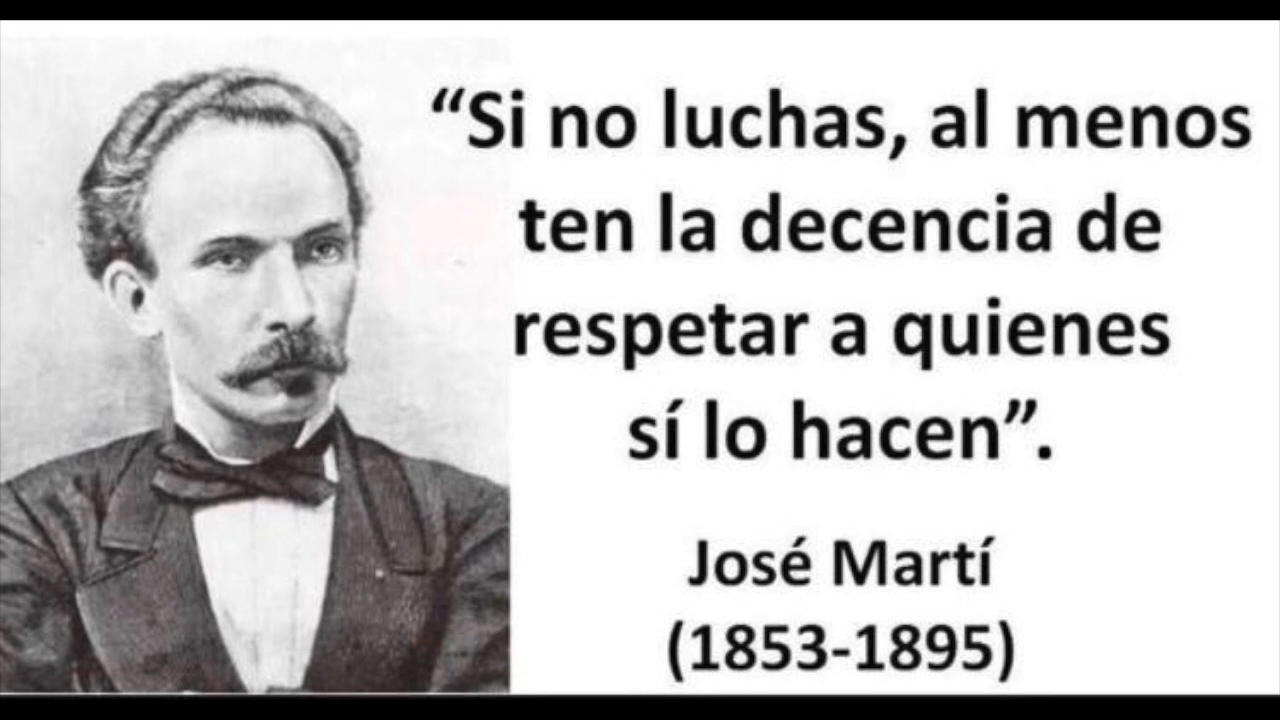 “Si no luchas, al menos
ten la decencia de
respetar a quienes
sí lo hacen”.
José Martí
(1853-1895)